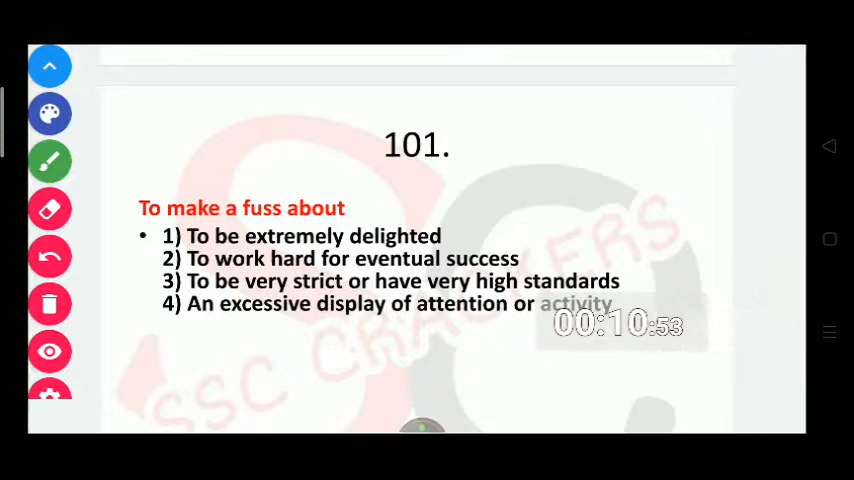 101.
To make a fuss about
• 1) To be extremely delighted
2) To work hard for eventual success
3) To be very strict or have very high standards
4) An excessive display of attention or activity
00:10:53
SSC CRACKERS